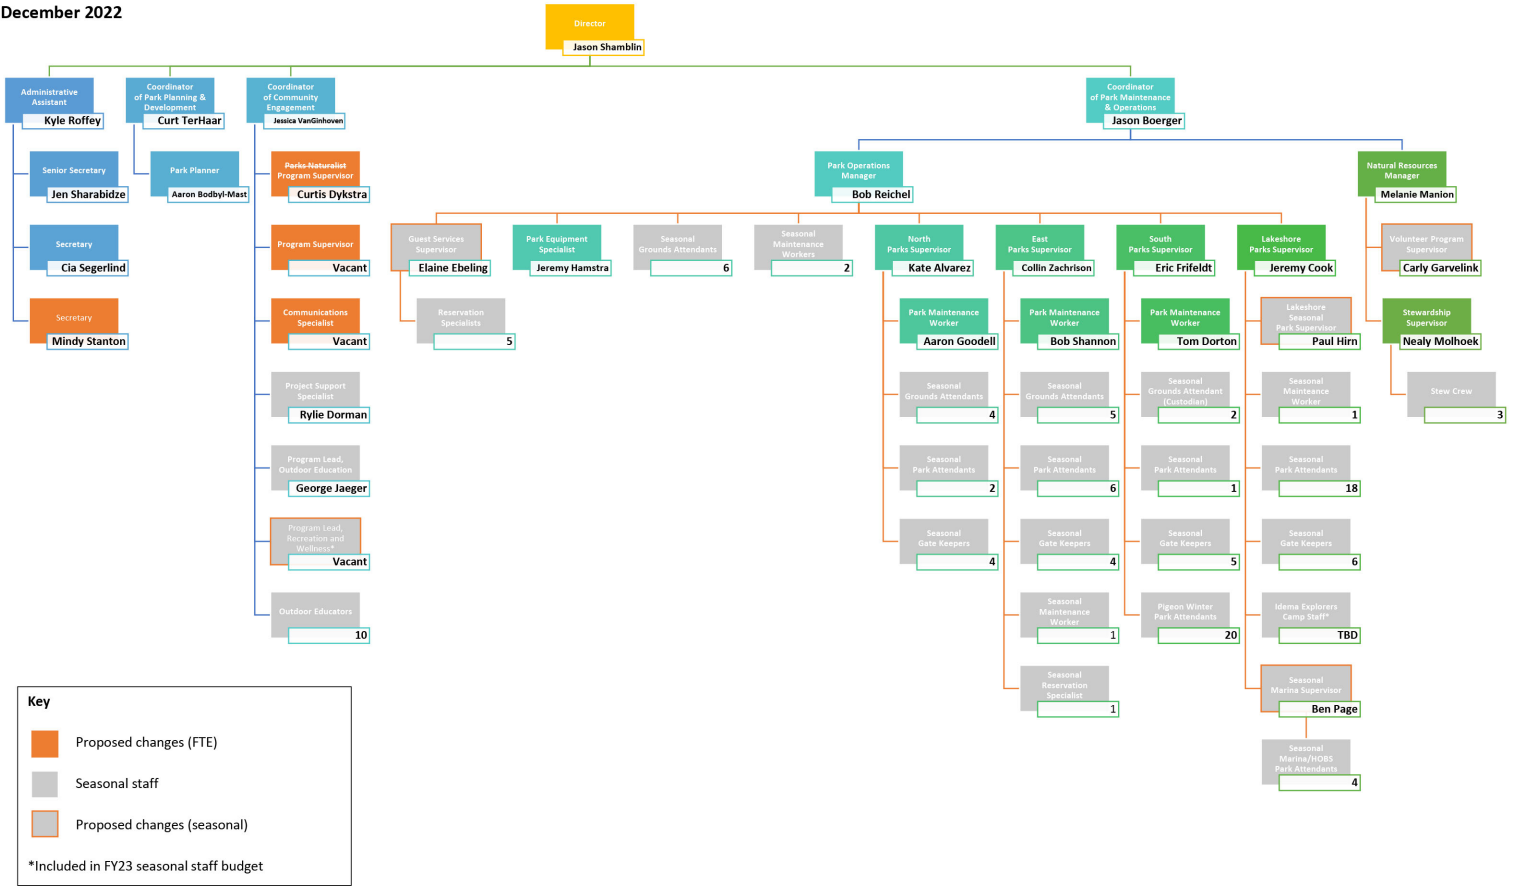 December 2022
Director
Jason Shamblin
Administrative
Assistant
Kyle Roffey
Coordinator
of Park Planning &
Development
Curt TerHaar
Coordinator
of Community
Engagement
Jessica VanGinhoven
Coordinator
of Park Maintenance
& Operations
Jason Boerger
Senior Secretary
Jen Sharabidze
Park Planner
Aaron Bodbyl-Mast
Parks Naturalist
Program Supervisor
Curtis Dykstra
Park Operations
Manager
Bob Reichel
Natural Resources
Manager
Melanie Manion
Secretary
Cia Segerlind
Program Supervisor
Vacant
Guest Services
Supervisor
Elaine Ebeling
Park Equipment
Specialist
Jeremy Hamstra
Seasonal
Grounds Attendants
6
Seasonal
Maintenance
Workers
2
North
Parks Supervisor
Kate Alvarez
East
Parks Supervisor
Collin Zachrison
South
Parks Supervisor
Eric Frifeldt
Lakeshore
Parks Supervisor
Jeremy Cook
Volunteer Program
Supervisor
Carly Garvelink
Secretary
Mindy Stanton
Communications
Specialist
Vacant
Reservation
Specialists
5
Park Maintenance
Worker
Aaron Goodell
Park Maintenance
Worker
Bob Shannon
Park Maintenance
Worker
Tom Dorton
Lakeshore
Seasonal
Park Supervisor
Paul Hirn
Stewardship
Supervisor
Nealy Molhoek
Project Support
Specialist
Rylie Dorman
Seasonal
Grounds Attendants
4
Seasonal
Grounds Attendants
5
Seasonal
Grounds Attendant
(Custodian)
2
Seasonal
Mainteance
Worker
1
Stew Crew
3
Program Lead,
Outdoor Education
George Jaeger
Seasonal
Park Attendants
2
Seasonal
Park Attendants
6
Seasonal
Park Attendants
1
Seasonal
Park Attendants
18
Program Lead,
Recreation and
Wellness*
Vacant
Seasonal
Gate Keepers
4
Seasonal
Gate Keepers
4
Seasonal
Gate Keepers
5
Seasonal
Gate Keepers
6
Outdoor Educators
10
Seasonal
Maintenance
Worker
1
Pigeon Winter
Park Attendants
20
Idema Explorers
Camp Staff*
TBD
Seasonal
Reservation
Specialist
1
Seasonal
Marina Supervisor
Ben Page
Seasonal
Marina/HOBS
Park Attendants
4
Key
Proposed changes (FTE)
Seasonal staff
Proposed changes (seasonal)
*Included in FY23 seasonal staff budget